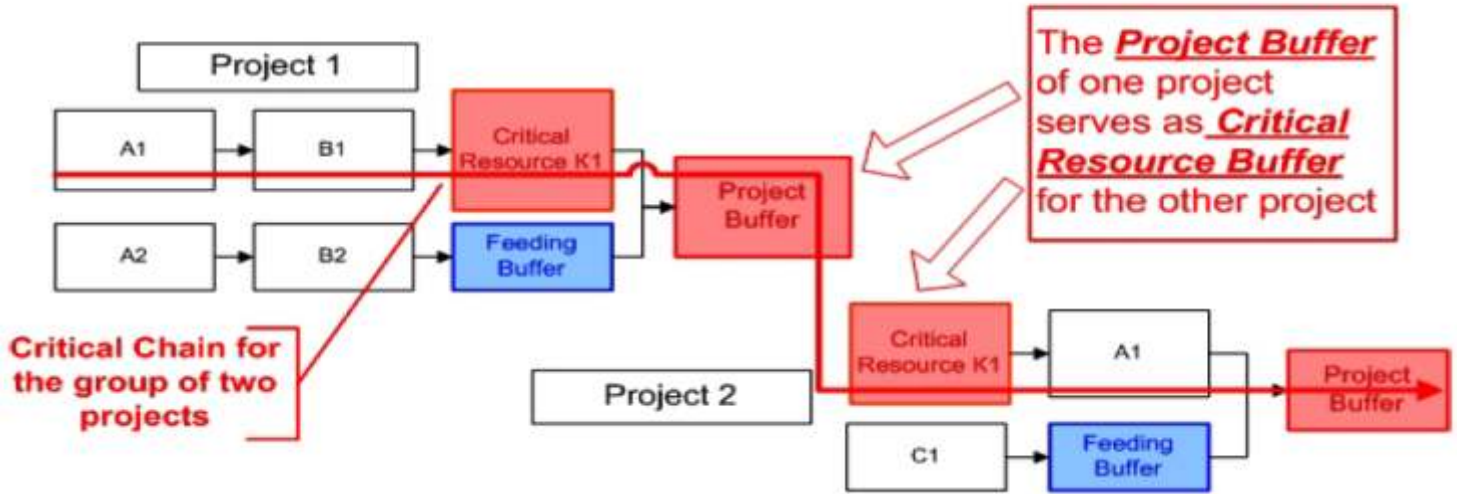 Project 1
The Project Buffer
of one project
serves as Critical
Resource Buffer
for the other project
A1
B1
Critical
Resource K1
Project
Buffer
A2
B2
Feeding
Buffer
Critical Chain for
the group of two
projects
Project 2
Critical
Resource K1
A1
Project
Buffer
C1
Feeding
Buffer